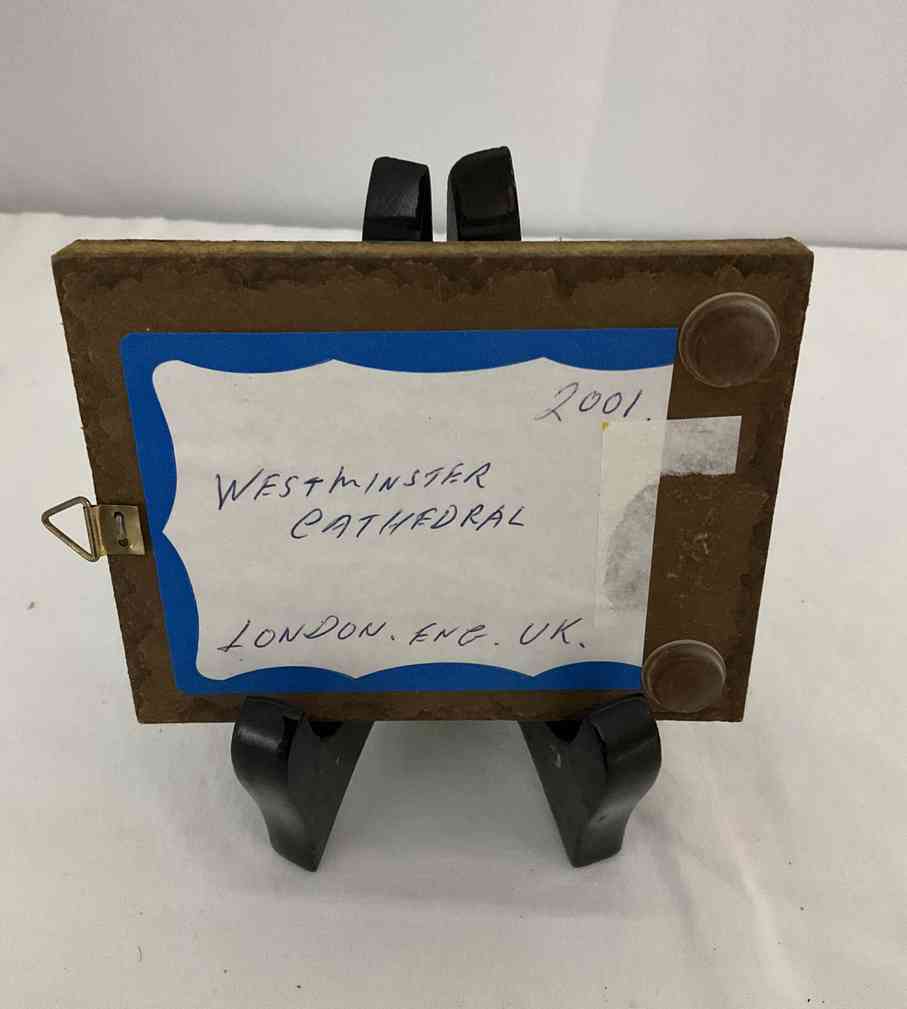 2001.
WESTMINSTER
CATHEDRAL
LONDON. ENG. UK.